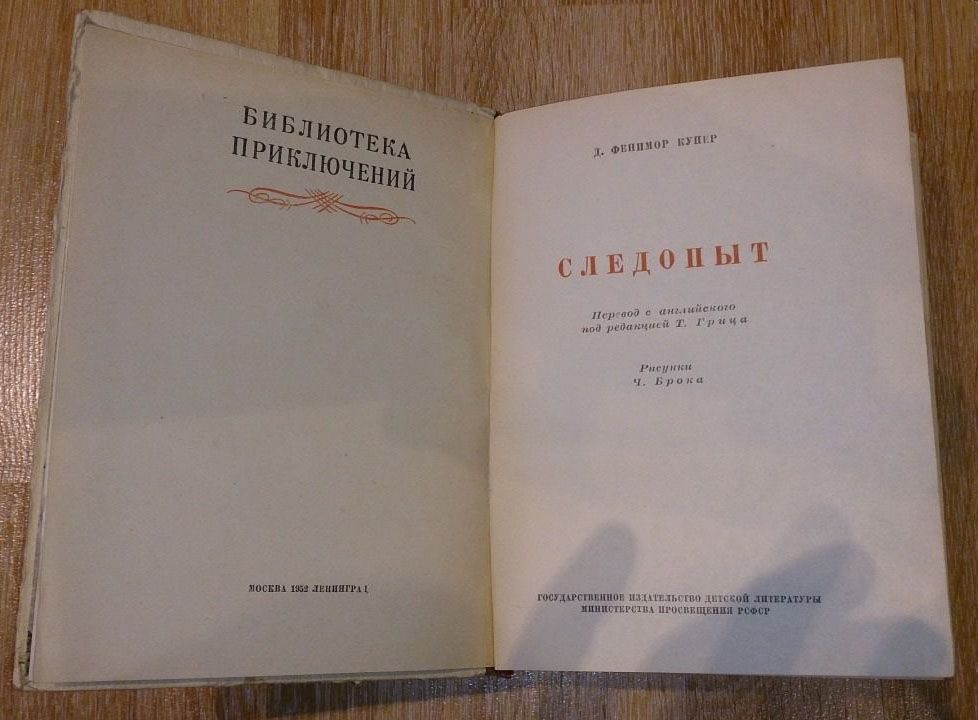 БИБЛИОТЕКА
ПРИКЛЮЧЕНИЙ
МОСКВА 1952 ЛЕНИНГРАД
Д. ФЕНИМОР КУПЕР
СЛЕДОПЫТ
Перевод с английского
под редакцией Т. Грица
Рисунки
Ч. Брока
ГОСУДАРСТВЕННОЕ ИЗДАТЕЛЬСТВО ДЕТСКОЙ ЛИТЕРАТУРЫ
МИНИСТЕРСТВА ПРОСВЕЩЕНИЯ РСФСР